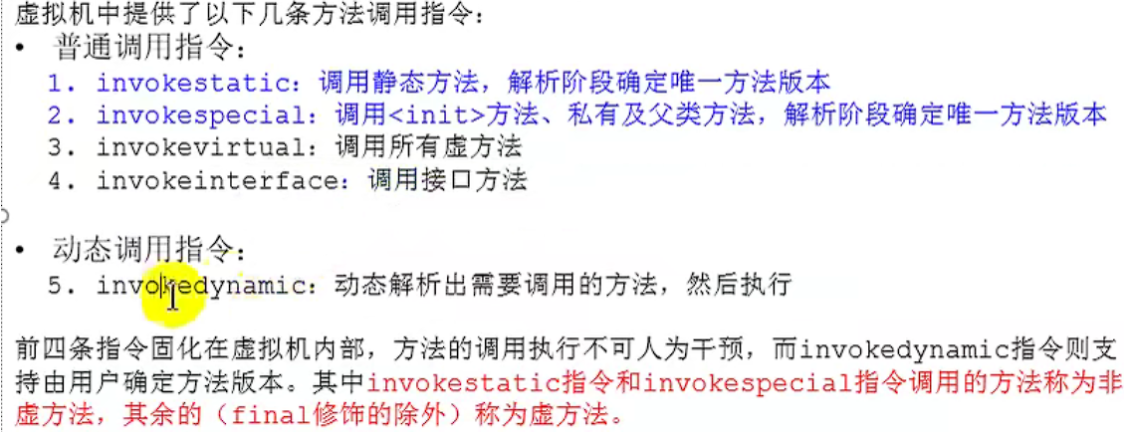 虚拟机中提供了以下几条方法调用指令：
• 普通调用指令：
1. invokestatic：调用静态方法，解析阶段确定唯一方法版本
2. invokespecial：调用<init>方法、私有及父类方法，解析阶段确定唯一方法版本
3. invokevirtual：调用所有虚方法
4. invokeinterface：调用接口方法
• 动态调用指令：
5. invokedynamic：动态解析出需要调用的方法，然后执行
前四条指令固化在虚拟机内部，方法的调用执行不可人为干预，而invokedynamic指令则支
持由用户确定方法版本。其中invokestatic指令和invokespecial指令调用的方法称为非
虚方法，其余的（final修饰的除外）称为虚方法。